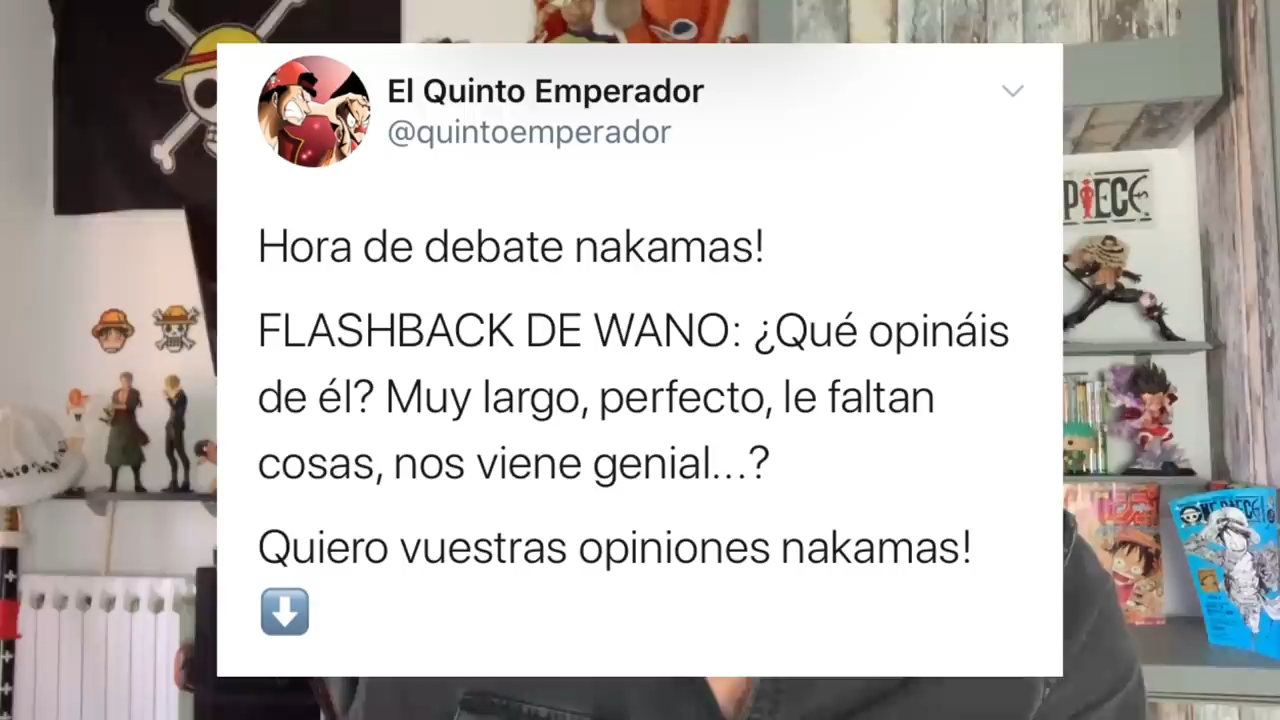 El Quinto Emperador
@quintoemperador
Hora de debate nakamas!
FLASHBACK DE WANO: ¿Qué opináis
de él? Muy largo, perfecto, le faltan
cosas, nos viene genial...?
Quiero vuestras opiniones nakamas!
⬇️
PIECE